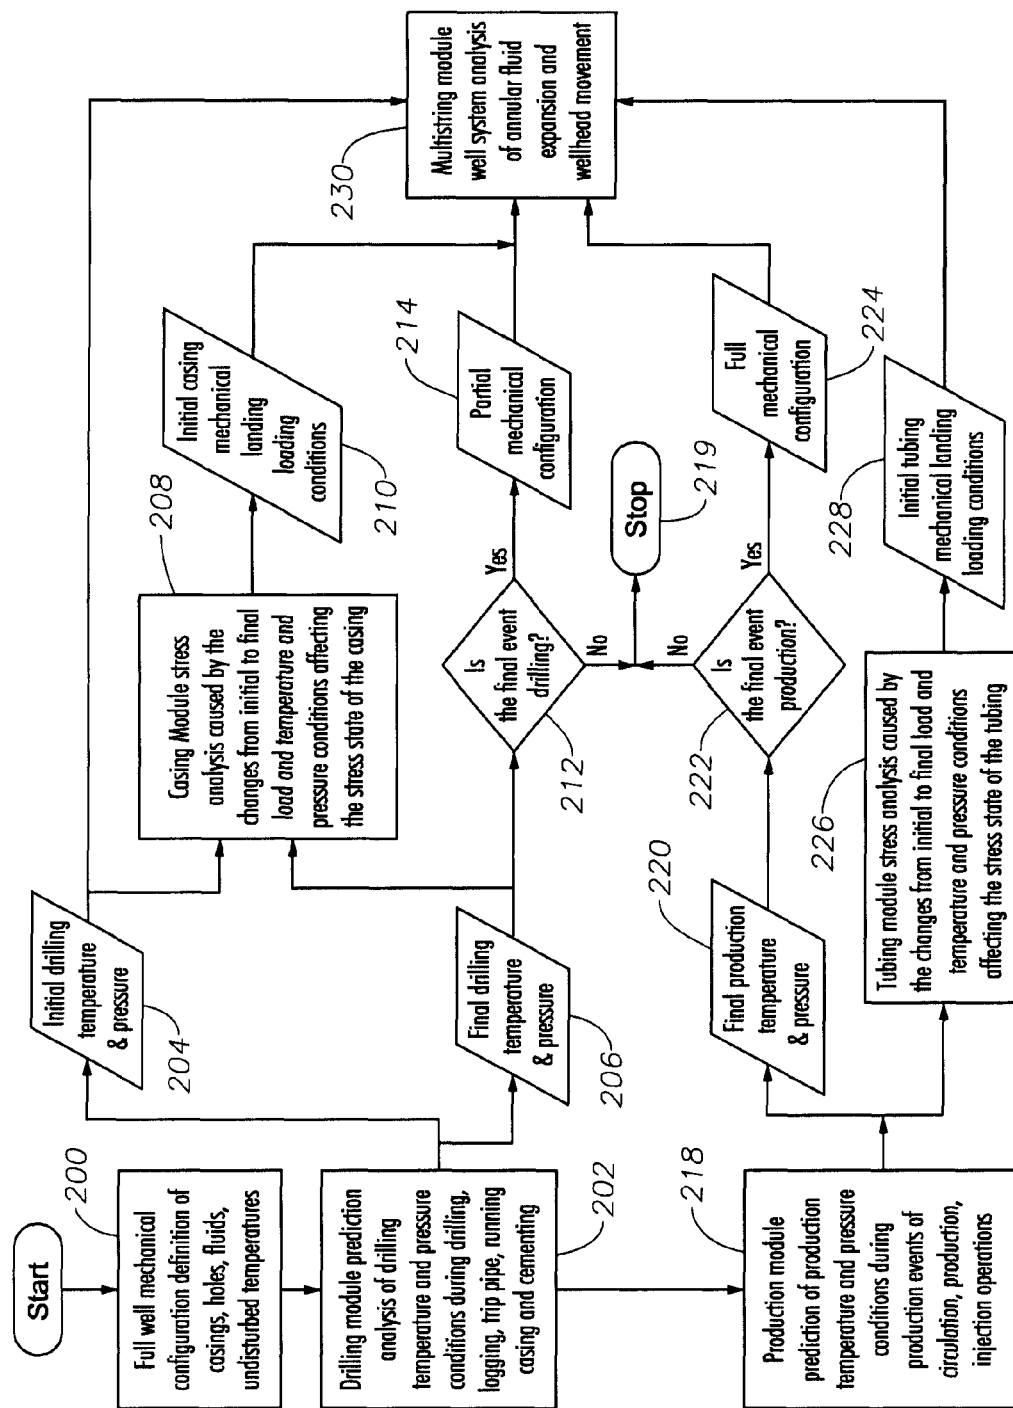 Start
200
Full well mechanical
configuration definition of
casings, holes, fluids,
undisturbed temperatures
Drilling module prediction
analysis of drilling
temperature and pressure
conditions during drilling,
logging, trip pipe, running
casing and cementing
202
218
Production module
prediction of production
temperature and pressure
conditions during
production events of
circulation, production,
injection operations
Initial drilling
temperature
& pressure
204
Final drilling
temperature
& pressure
206
220
Final production
temperature
& pressure
208
Casing Module stress
analysis caused by the
changes from initial to final
load and temperature and
pressure conditions affecting
the stress state of the casing
Initial casing
mechanical
landing
loading
conditions
210
Is
the final event
drilling?
212
Yes
No
214
Partial
mechanical
configuration
Stop
219
No
Is
the final event
production?
222
Yes
Full
mechanical
configuration
224
226
Tubing module stress analysis caused by
the changes from initial to final load and
temperature and pressure conditions
affecting the stress state of the tubing
228
Initial tubing
mechanical landing
loading conditions
230
Multistring module
well system analysis
of annular fluid
expansion and
wellhead movement